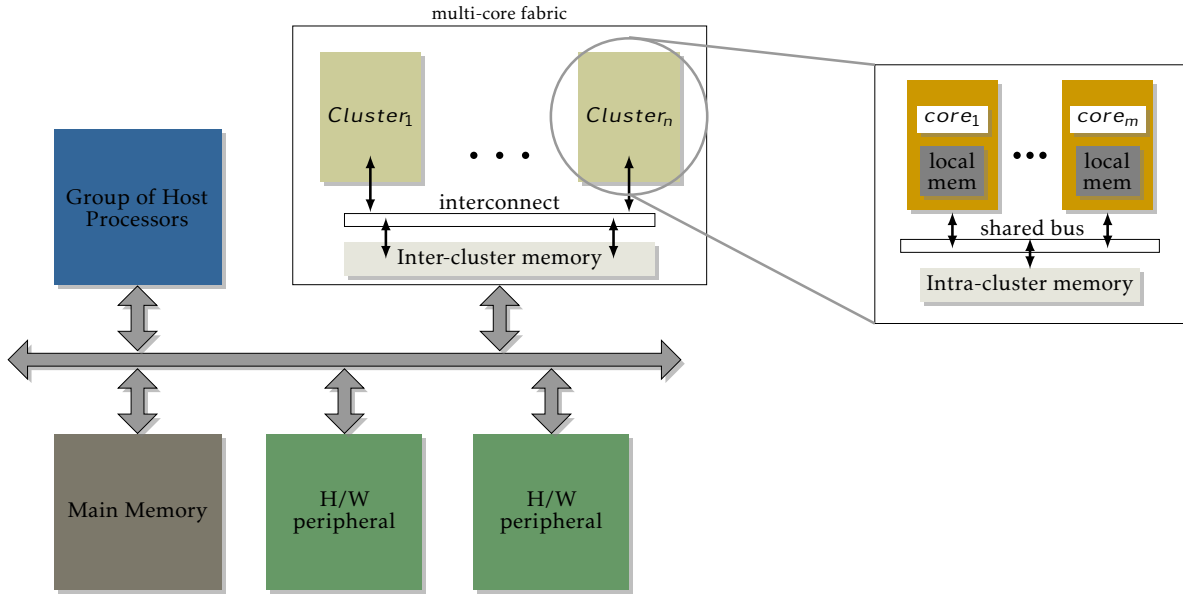 multi-core fabric
Cluster₁
Clusterₙ
interconnect
Inter-cluster memory
core₁
coreₘ
local
mem
local
mem
shared bus
Intra-cluster memory
Group of Host
Processors
Main Memory
H/W
peripheral
H/W
peripheral